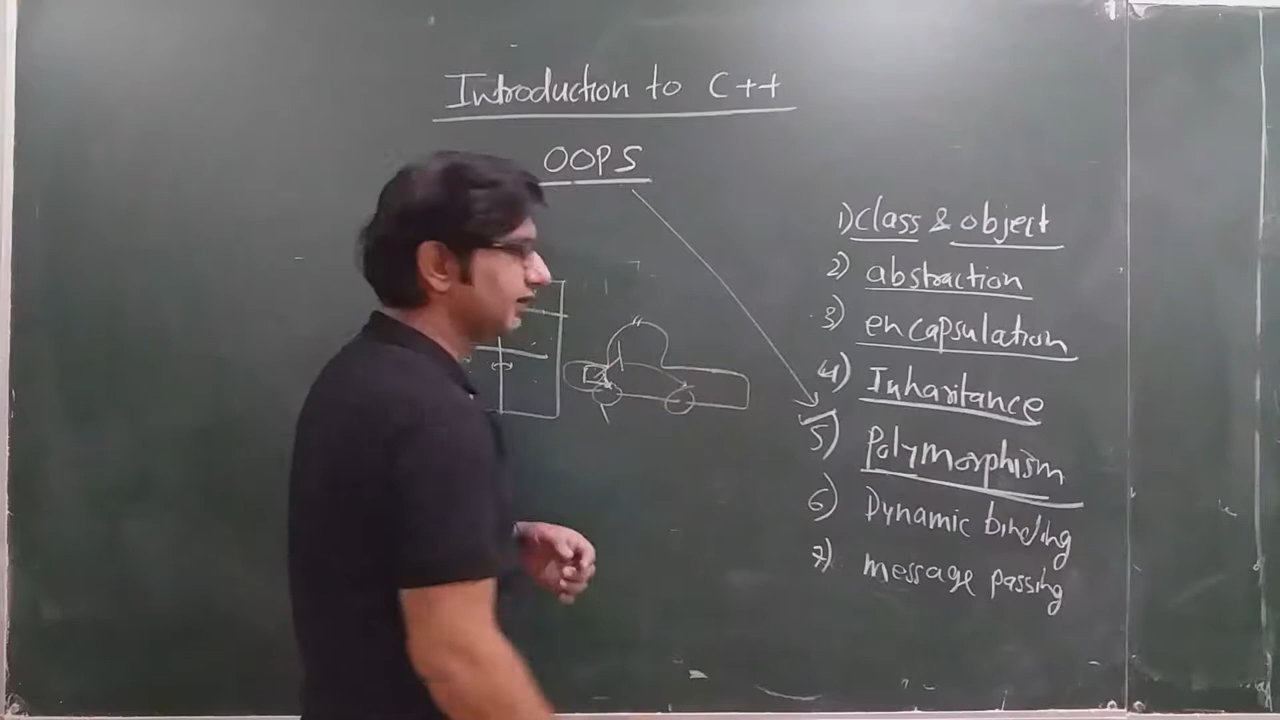 Introduction to C++
OOPS
1) class & object
2) abstraction
3) encapsulation
4) Inharitance
5) Polymorphism
6) Dynamic binding
7) message passing